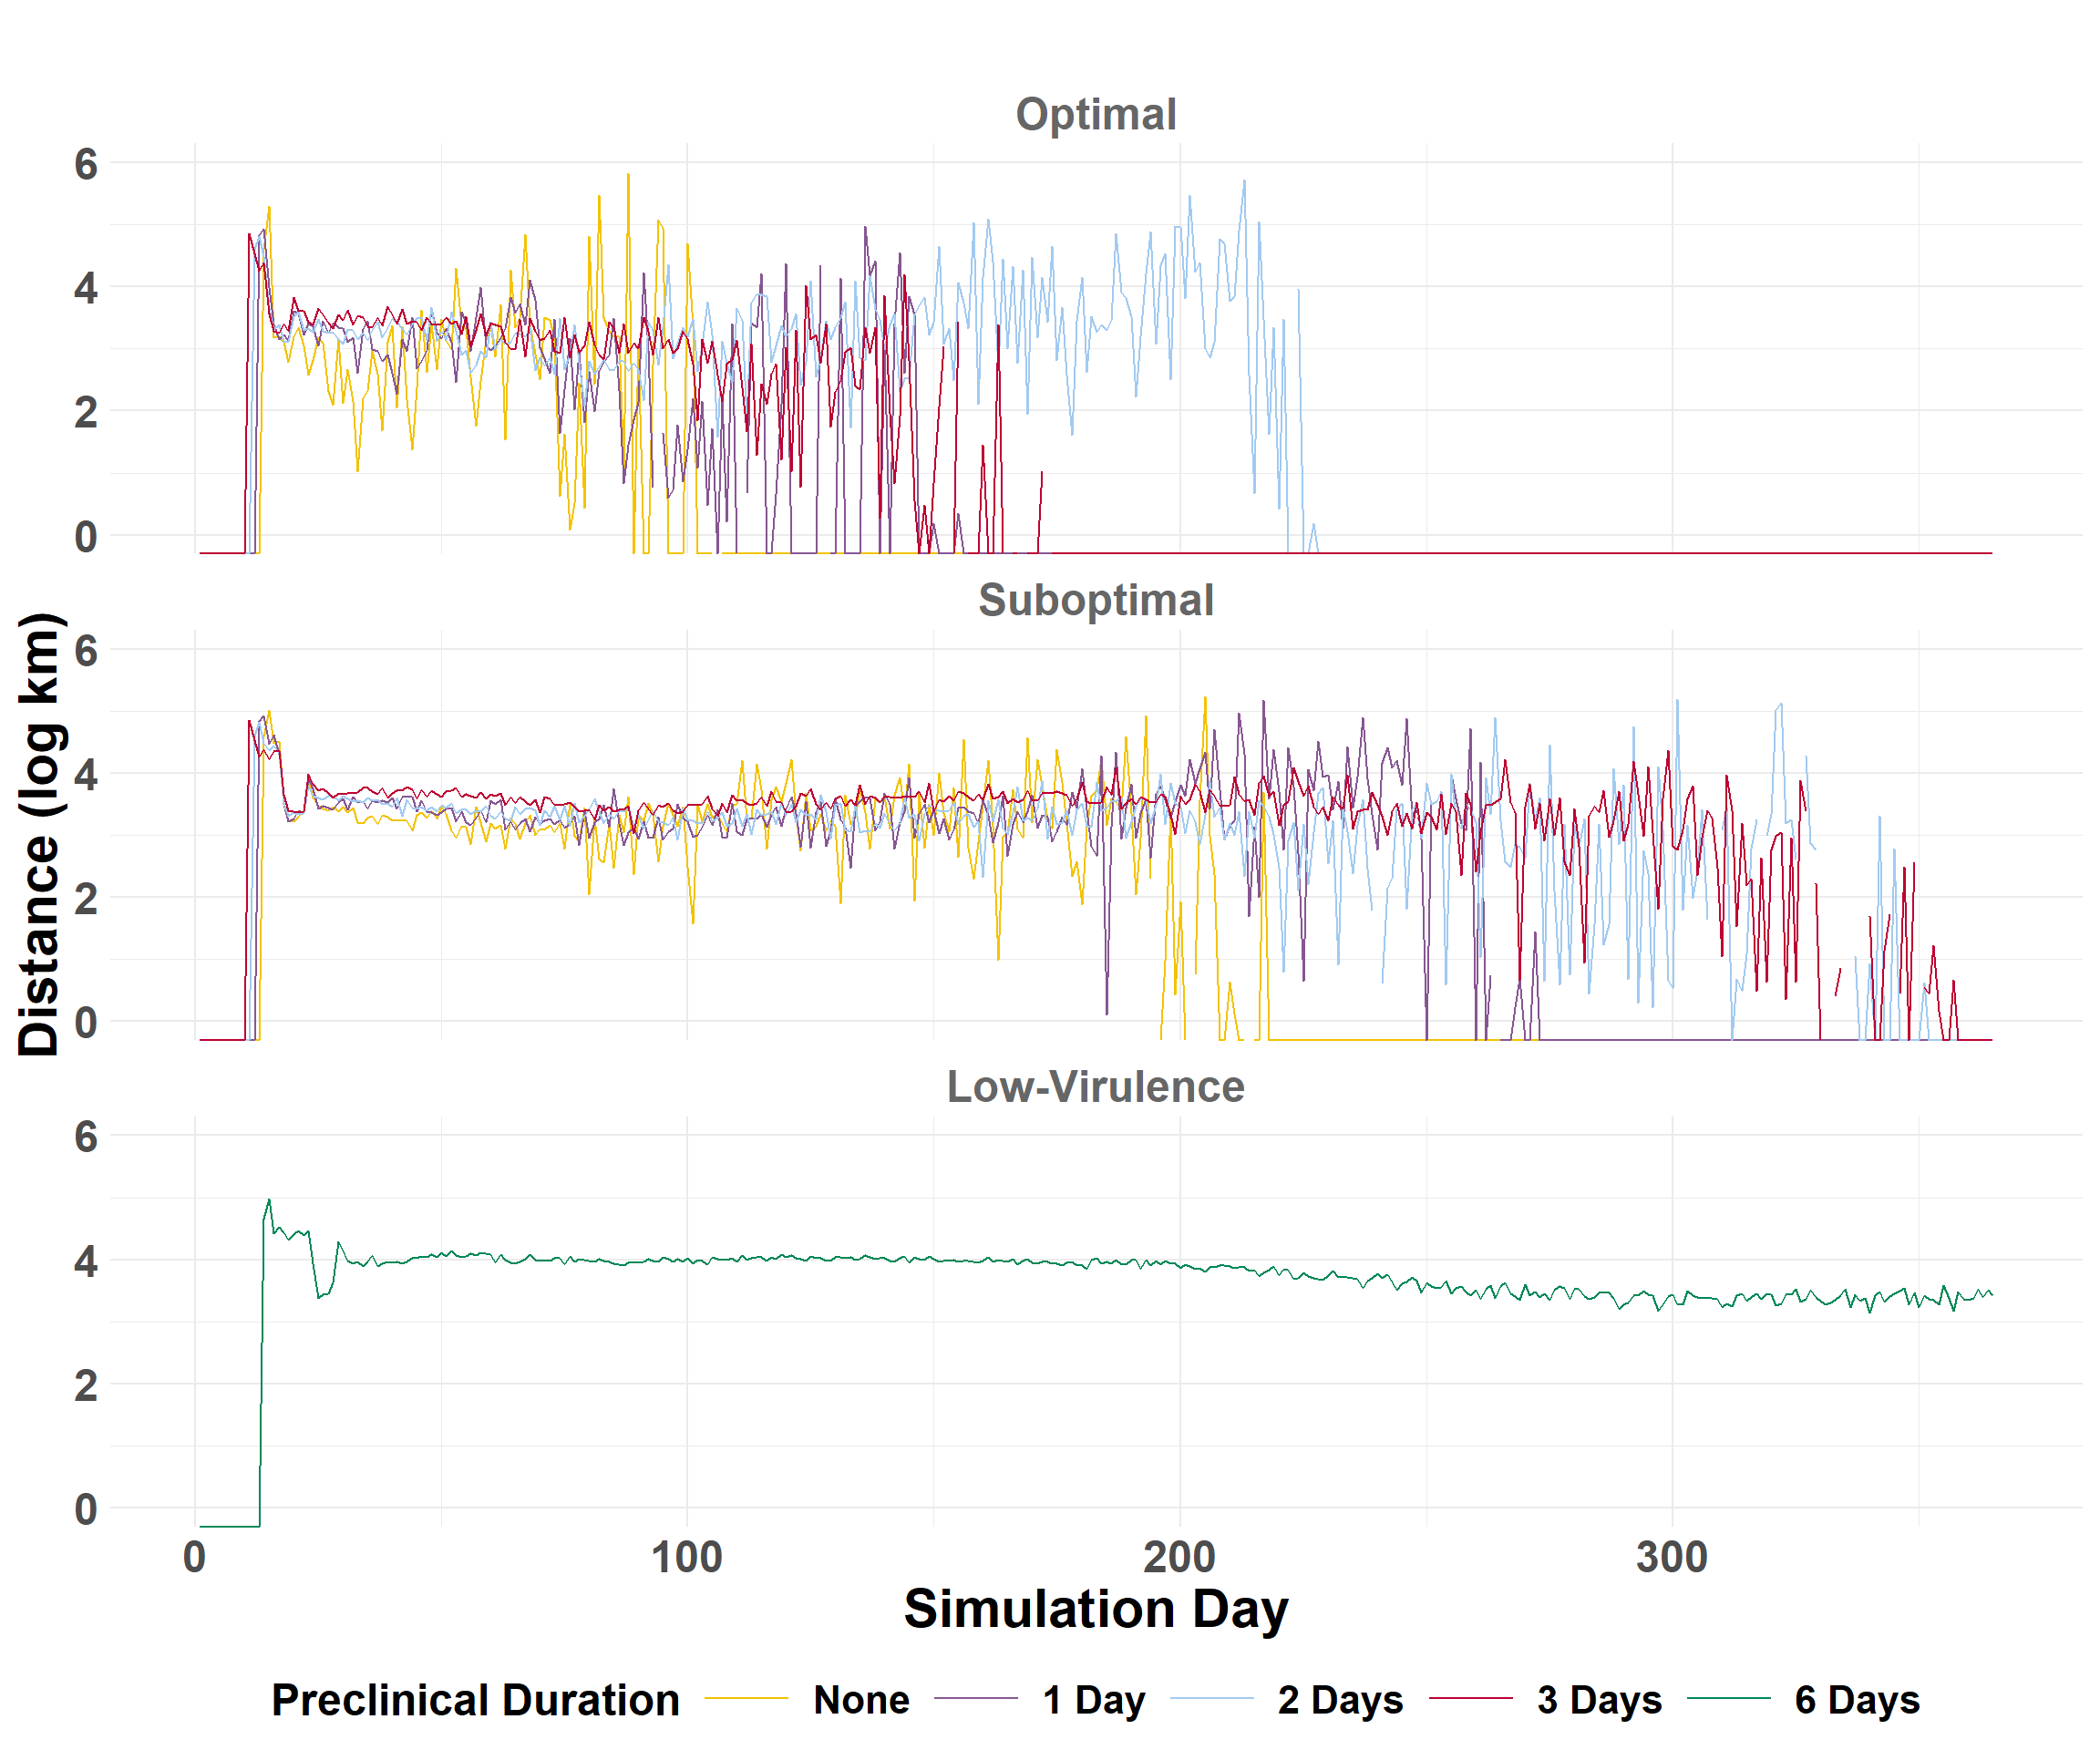 Optimal
6
4
2
0
Suboptimal
6
4
2
0
Distance (log km)
Low-Virulence
6
4
2
0
0 100 200 300
Simulation Day
Preclinical Duration None 1 Day 2 Days 3 Days 6 Days